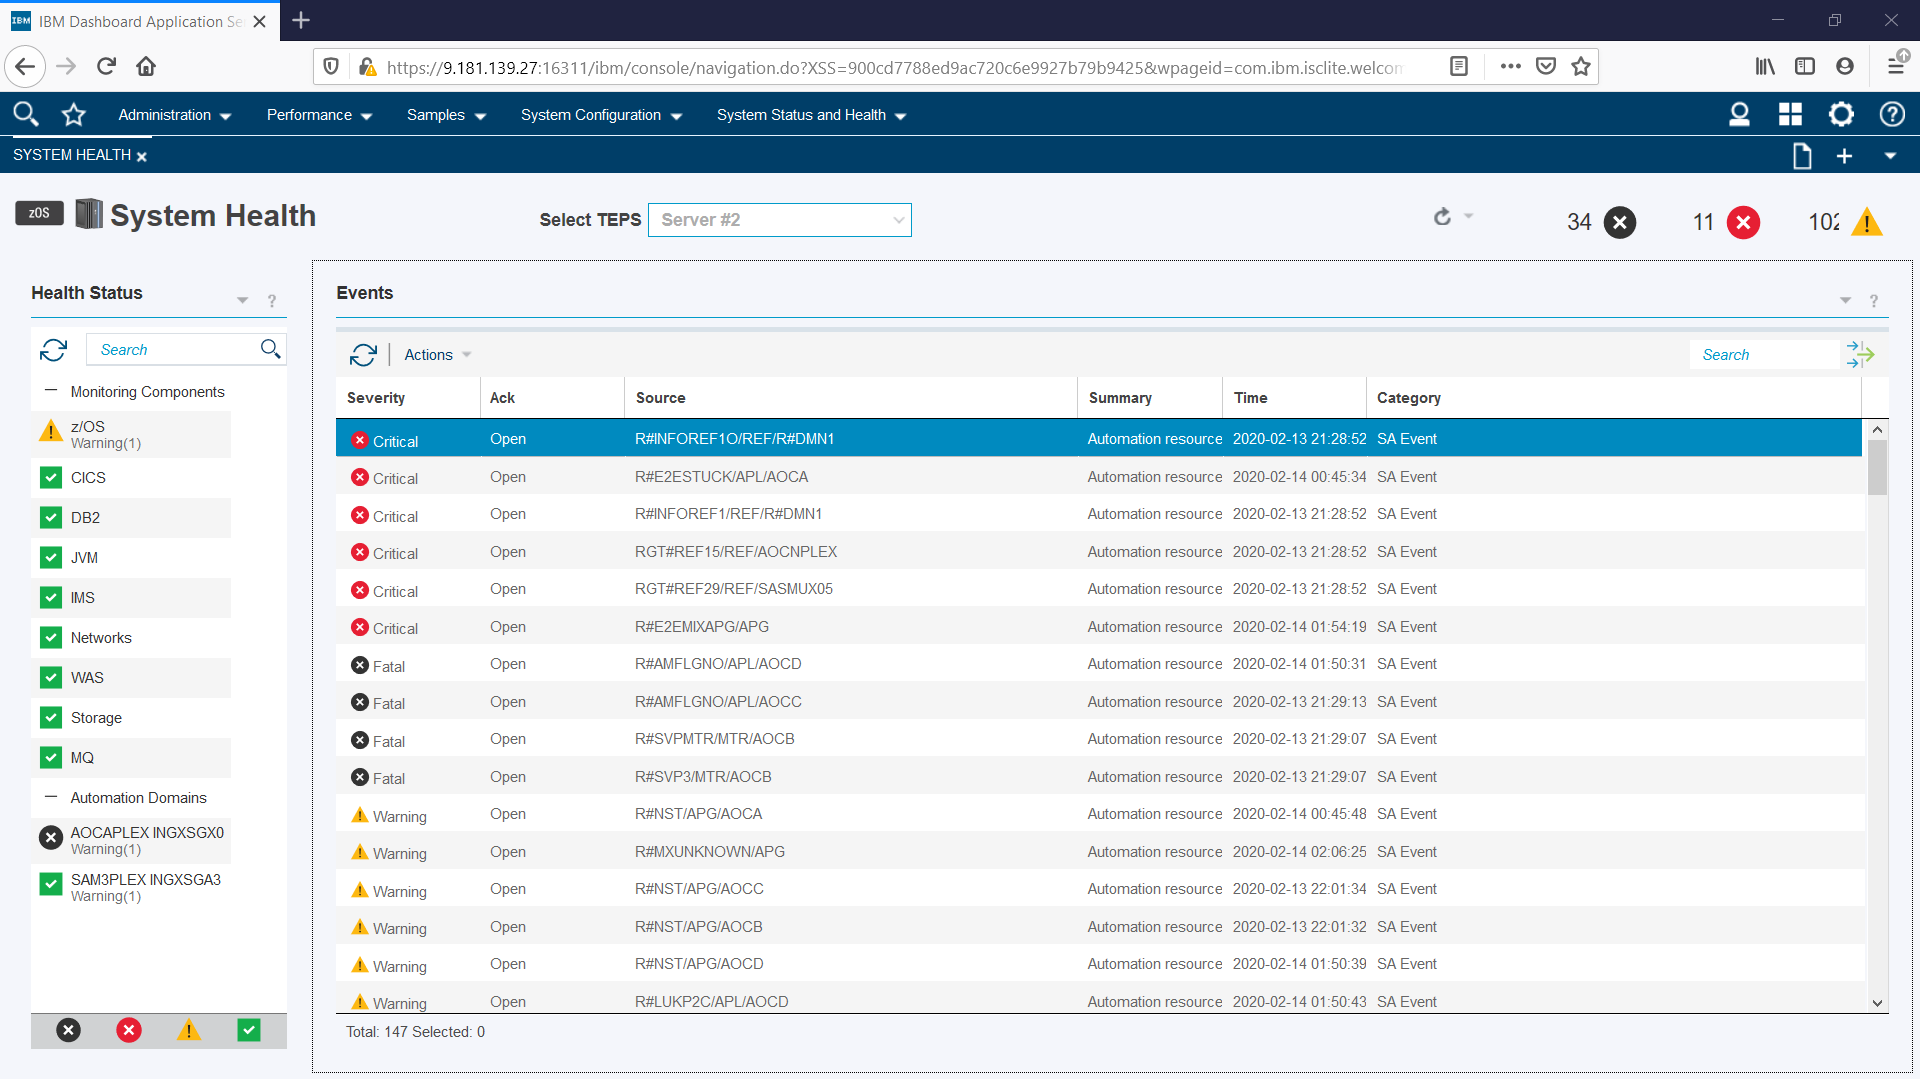 IBM Dashboard Application Se
https://9.181.139.27:16311/ibm/console/navigation.do?XSS=900cd7788ed9ac720c6e9927b79b9425&wpageid=com.ibm.isclite.welcom
Administration Performance Samples System Configuration System Status and Health
SYSTEM HEALTH
zOS System Health Select TEPS Server #2 34 11 102
Health Status ?
Search
Monitoring Components
z/OS
Warning(1)
CICS
DB2
JVM
IMS
Networks
WAS
Storage
MQ
Automation Domains
AOCAPLEX INGXSGX0
Warning(1)
SAM3PLEX INGXSGA3
Warning(1)
Events ?
Actions Search
Severity Ack Source Summary Time Category
Critical Open R#INFOREF1O/REF/R#DMN1 Automation resource 2020-02-13 21:28:52 SA Event
Critical Open R#E2ESTUCK/APL/AOCA Automation resource 2020-02-14 00:45:34 SA Event
Critical Open R#INFOREF1/REF/R#DMN1 Automation resource 2020-02-13 21:28:52 SA Event
Critical Open RGT#REF15/REF/AOCNPLEX Automation resource 2020-02-13 21:28:52 SA Event
Critical Open RGT#REF29/REF/SASMUX05 Automation resource 2020-02-13 21:28:52 SA Event
Critical Open R#E2EMIXAPG/APG Automation resource 2020-02-14 01:54:19 SA Event
Fatal Open R#AMFLGNO/APL/AOCD Automation resource 2020-02-14 01:50:31 SA Event
Fatal Open R#AMFLGNO/APL/AOCC Automation resource 2020-02-13 21:29:13 SA Event
Fatal Open R#SVPMTR/MTR/AOCB Automation resource 2020-02-13 21:29:07 SA Event
Fatal Open R#SVP3/MTR/AOCB Automation resource 2020-02-13 21:29:07 SA Event
Warning Open R#NST/APG/AOCA Automation resource 2020-02-14 00:45:48 SA Event
Warning Open R#MXUNKNOWN/APG Automation resource 2020-02-14 02:06:25 SA Event
Warning Open R#NST/APG/AOCC Automation resource 2020-02-13 22:01:34 SA Event
Warning Open R#NST/APG/AOCB Automation resource 2020-02-13 22:01:32 SA Event
Warning Open R#NST/APG/AOCD Automation resource 2020-02-14 01:50:39 SA Event
Warning Open R#LUKP2C/APL/AOCD Automation resource 2020-02-14 01:50:43 SA Event
Total: 147 Selected: 0